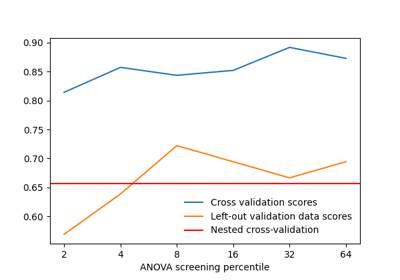 0.90
0.85
0.80
0.75
0.70
0.65
0.60
Cross validation scores
Left-out validation data scores
Nested cross-validation
2 4 8 16 32 64
ANOVA screening percentile